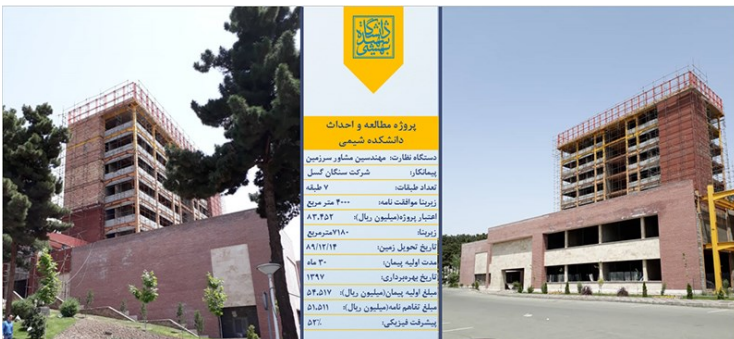 دانشگاه شهید بهشتی
پروژه مطالعه و احداث
دانشکده شیمی
دستگاه نظارت: مهندسین مشاور سرزمین
پیمانکار: شرکت سنگان گسل
تعداد طبقات: ۷ طبقه
زیربنا موافقت نامه: ۴۰۰۰ متر مربع
اعتبار پروژه(میلیون ریال): ۸۳.۴۵۲
زیربنا: ۷۱۸۰مترمربع
تاریخ تحویل زمین: ۸۹/۱۲/۱۴
مدت اولیه پیمان: ۳۰ ماه
تاریخ بهره‌برداری: ۱۳۹۷
مبلغ اولیه پیمان(میلیون ریال): ۵۴.۵۱۷
مبلغ تفاهم نامه(میلیون ریال): ۵۱.۵۱۱
پیشرفت فیزیکی: ۵۳٪